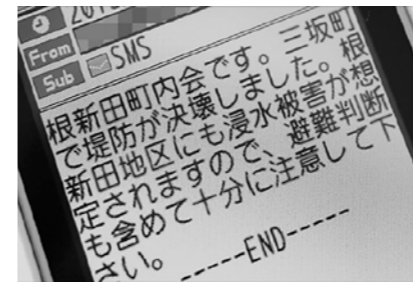 201
From
Sub SMS
根新田町内会です。三坂町
で堤防が決壊しました。根
新田地区にも浸水被害が想
定されますので、避難判断
も含めて十分に注意して下
さい。
-----END-----